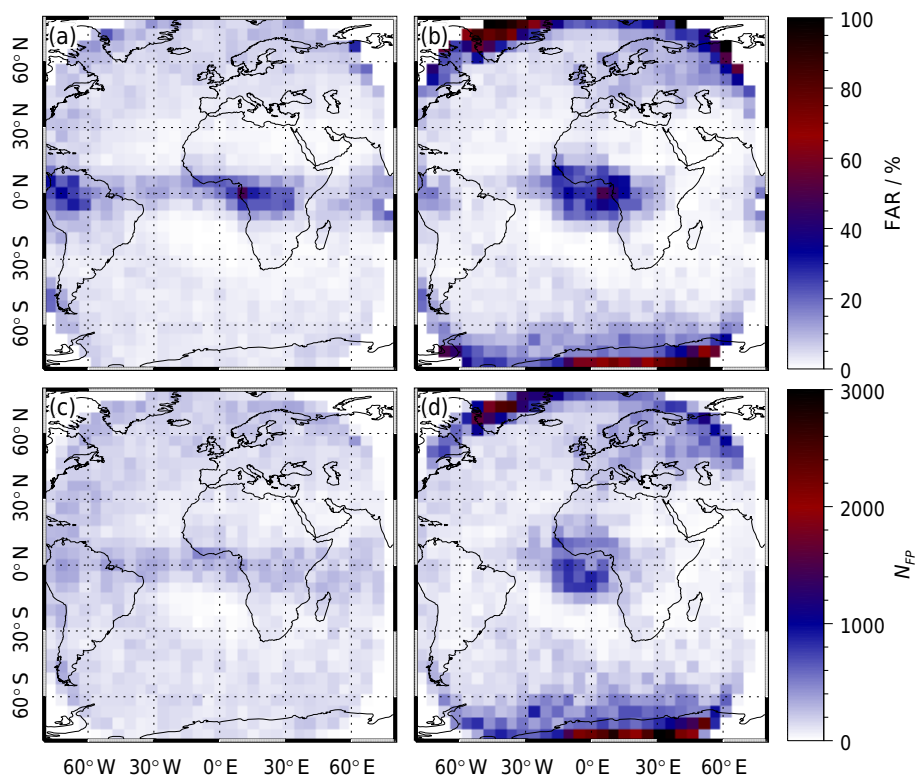 (a)
(b)
60° N
30° N
0° N
30° S
60° S
100
80
60
40
20
0
FAR / %
(c)
(d)
60° N
30° N
0° N
30° S
60° S
3000
2000
1000
0
N_FP
60° W 30° W 0° E 30° E 60° E
60° W 30° W 0° E 30° E 60° E